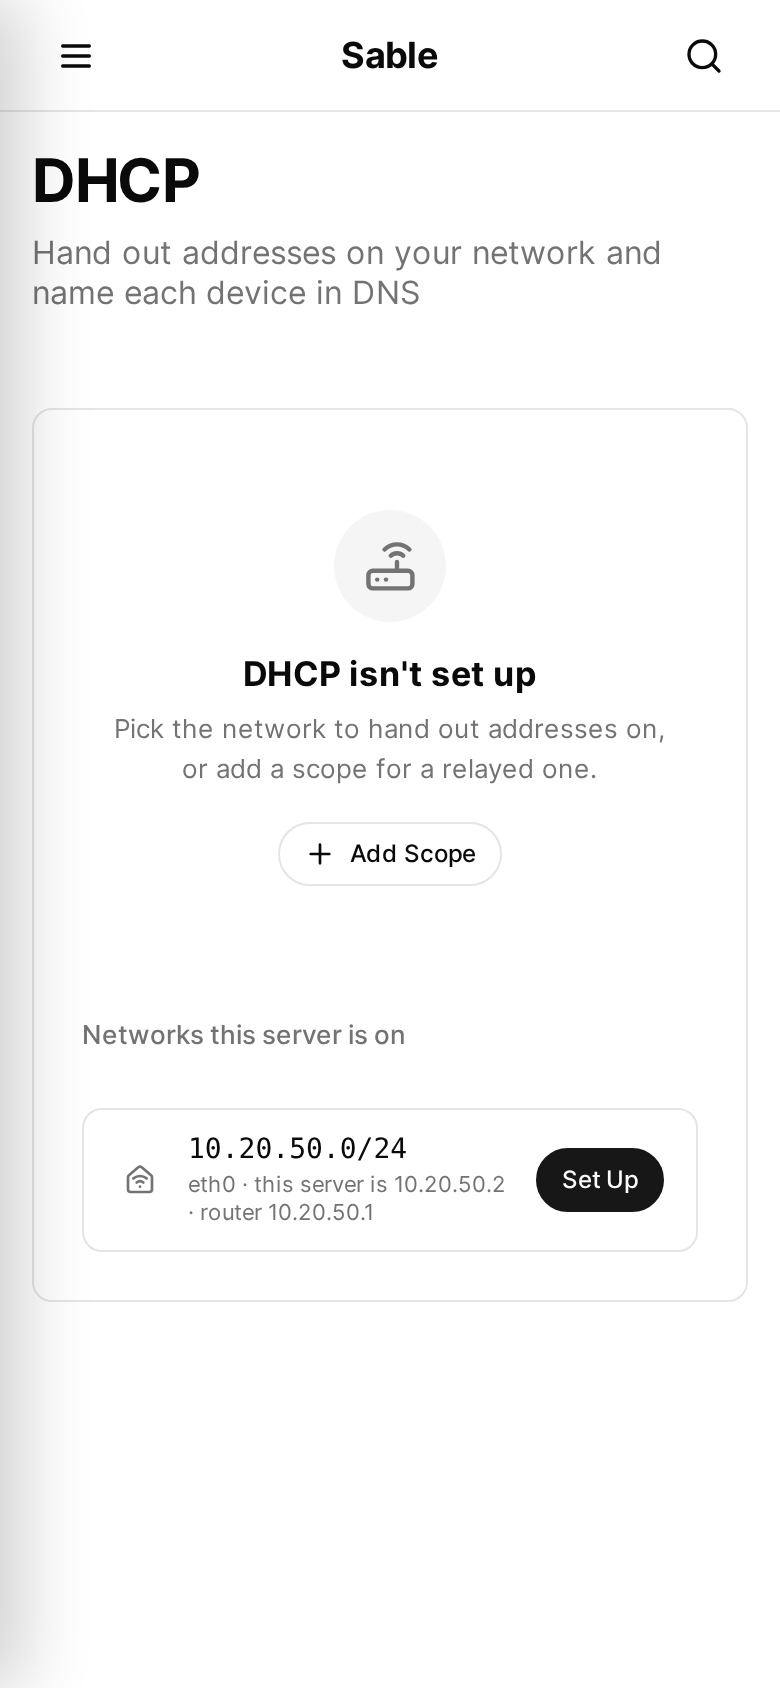 Sable
DHCP
Hand out addresses on your network and
name each device in DNS
DHCP isn't set up
Pick the network to hand out addresses on,
or add a scope for a relayed one.
Add Scope
Networks this server is on
10.20.50.0/24
eth0 · this server is 10.20.50.2
· router 10.20.50.1
Set Up